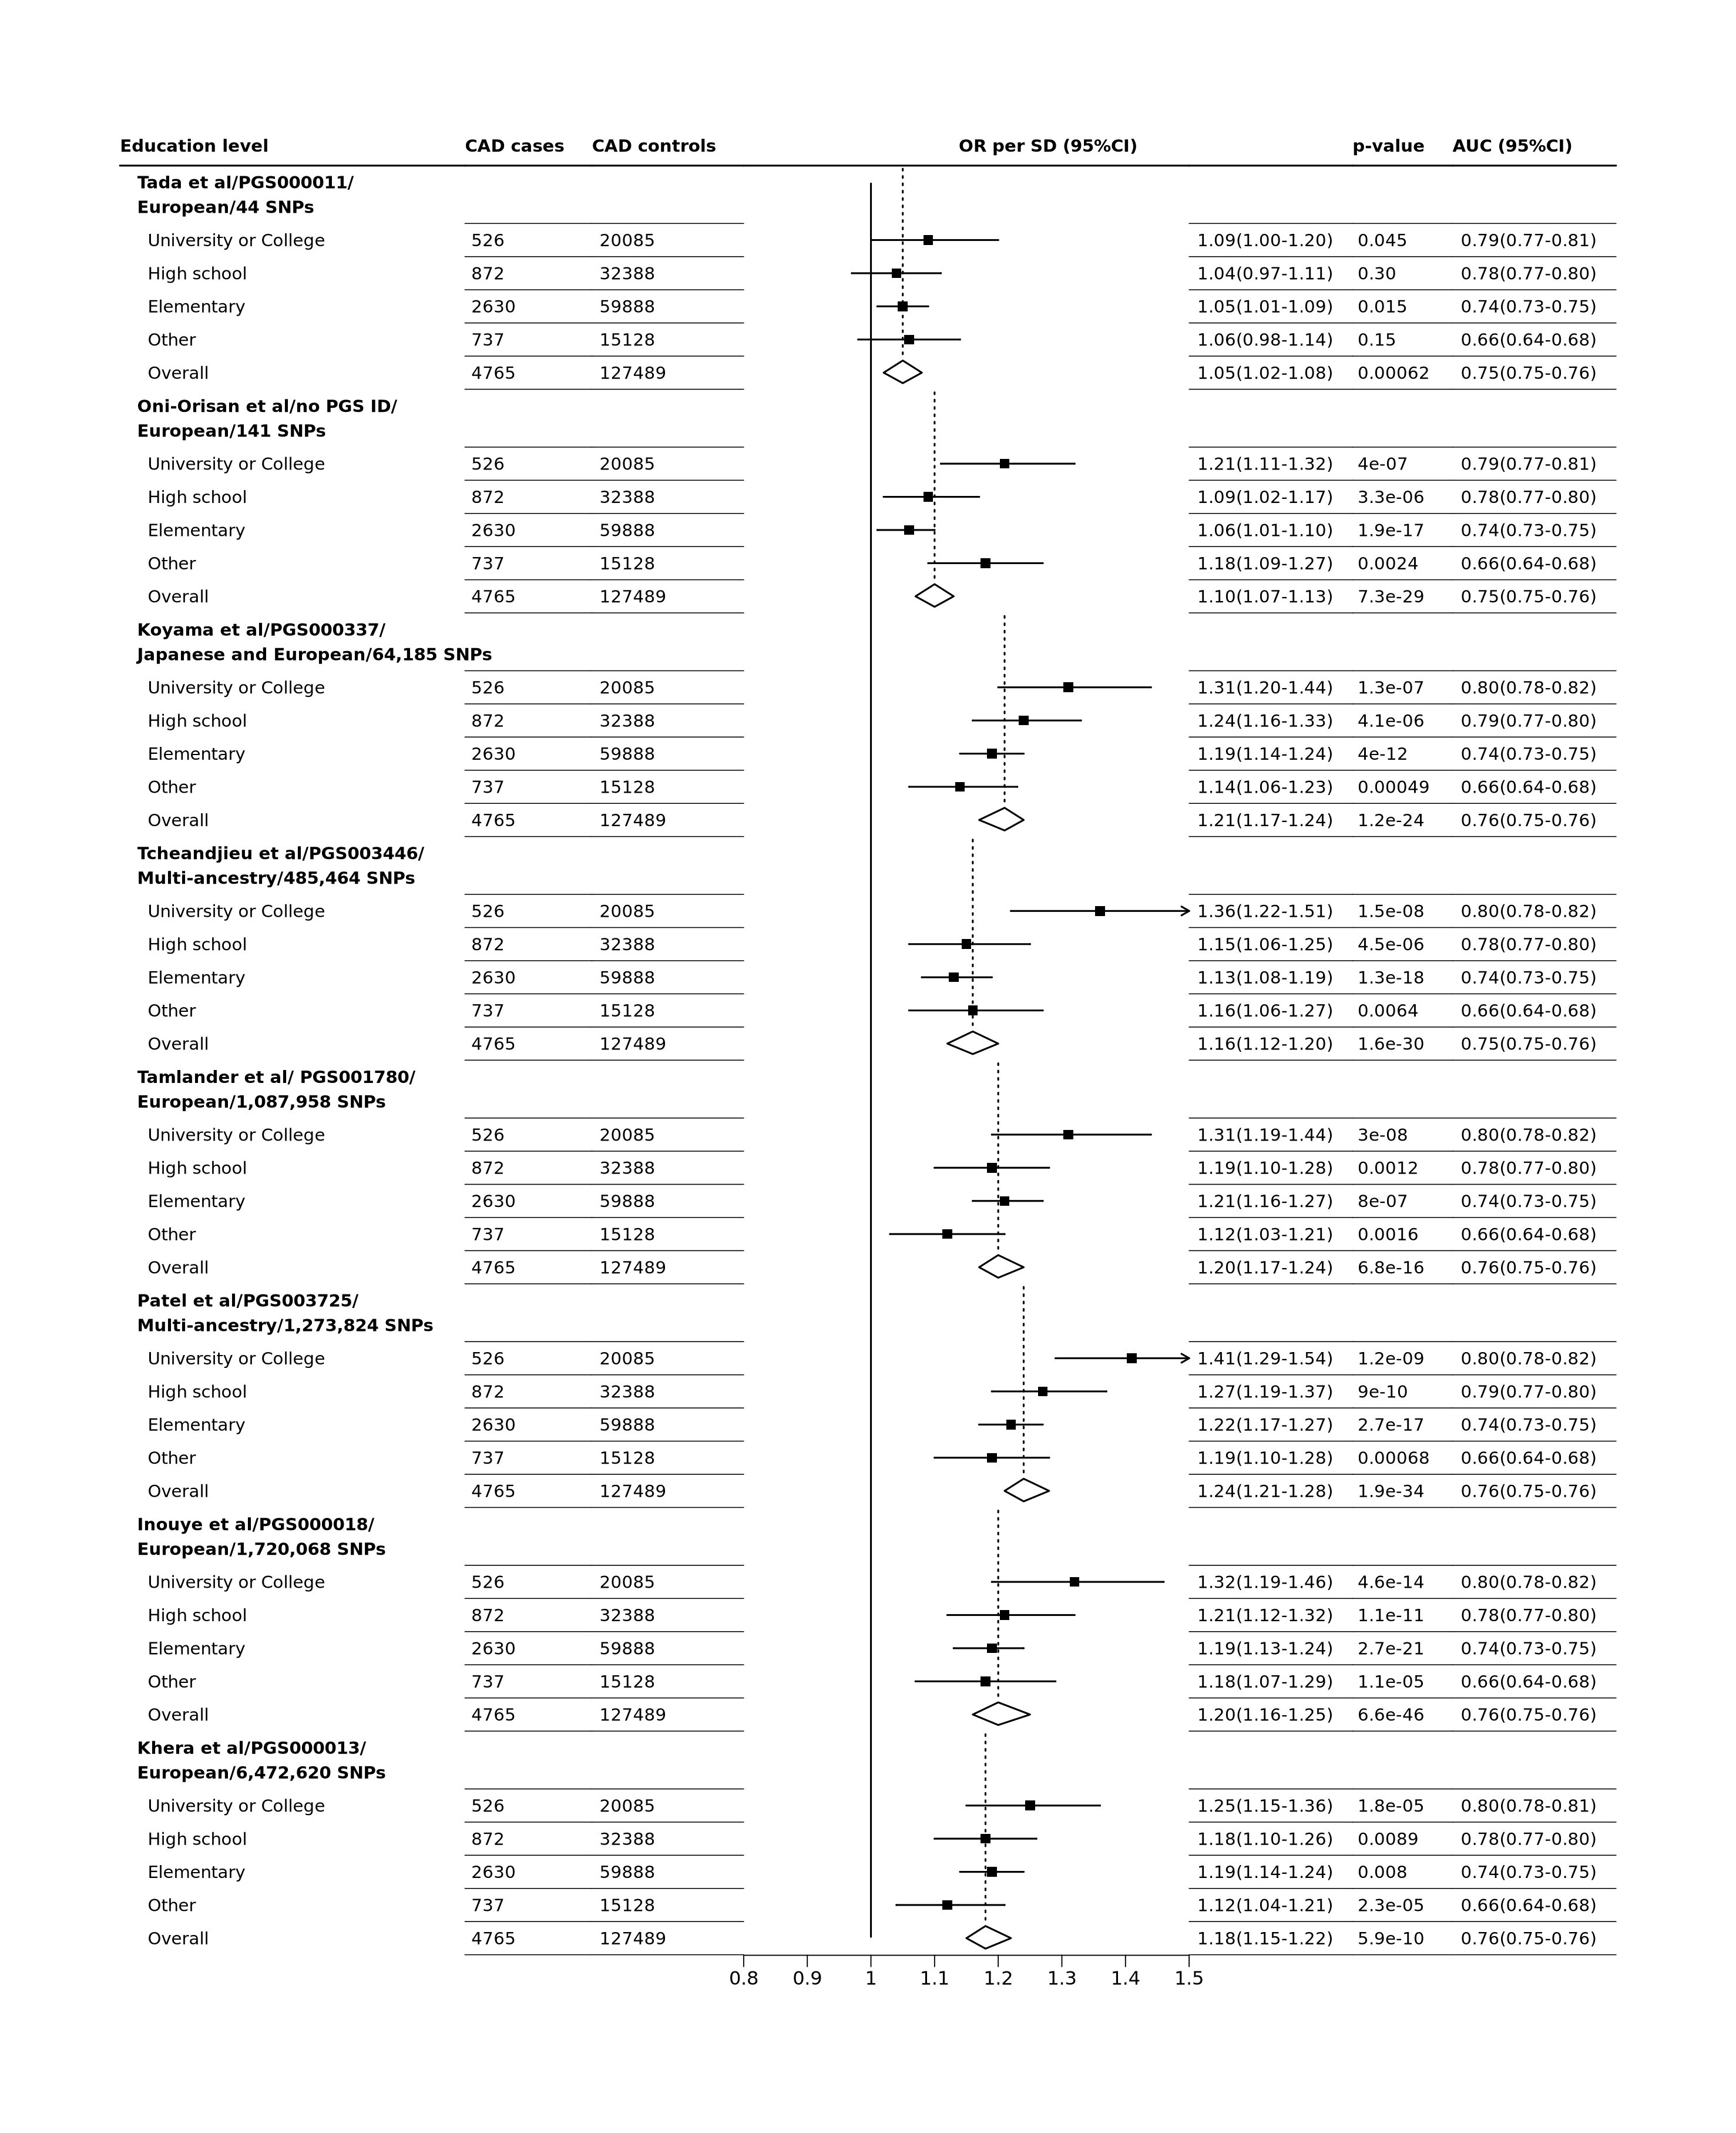 Education level CAD cases CAD controls OR per SD (95%CI) p-value AUC (95%CI)
Tada et al/PGS000011/
European/44 SNPs
University or College 526 20085 1.09(1.00-1.20) 0.045 0.79(0.77-0.81)
High school 872 32388 1.04(0.97-1.11) 0.30 0.78(0.77-0.80)
Elementary 2630 59888 1.05(1.01-1.09) 0.015 0.74(0.73-0.75)
Other 737 15128 1.06(0.98-1.14) 0.15 0.66(0.64-0.68)
Overall 4765 127489 1.05(1.02-1.08) 0.00062 0.75(0.75-0.76)
Oni-Orisan et al/no PGS ID/
European/141 SNPs
University or College 526 20085 1.21(1.11-1.32) 4e-07 0.79(0.77-0.81)
High school 872 32388 1.09(1.02-1.17) 3.3e-06 0.78(0.77-0.80)
Elementary 2630 59888 1.06(1.01-1.10) 1.9e-17 0.74(0.73-0.75)
Other 737 15128 1.18(1.09-1.27) 0.0024 0.66(0.64-0.68)
Overall 4765 127489 1.10(1.07-1.13) 7.3e-29 0.75(0.75-0.76)
Koyama et al/PGS000337/
Japanese and European/64,185 SNPs
University or College 526 20085 1.31(1.20-1.44) 1.3e-07 0.80(0.78-0.82)
High school 872 32388 1.24(1.16-1.33) 4.1e-06 0.79(0.77-0.80)
Elementary 2630 59888 1.19(1.14-1.24) 4e-12 0.74(0.73-0.75)
Other 737 15128 1.14(1.06-1.23) 0.00049 0.66(0.64-0.68)
Overall 4765 127489 1.21(1.17-1.24) 1.2e-24 0.76(0.75-0.76)
Tcheandjieu et al/PGS003446/
Multi-ancestry/485,464 SNPs
University or College 526 20085 1.36(1.22-1.51) 1.5e-08 0.80(0.78-0.82)
High school 872 32388 1.15(1.06-1.25) 4.5e-06 0.78(0.77-0.80)
Elementary 2630 59888 1.13(1.08-1.19) 1.3e-18 0.74(0.73-0.75)
Other 737 15128 1.16(1.06-1.27) 0.0064 0.66(0.64-0.68)
Overall 4765 127489 1.16(1.12-1.20) 1.6e-30 0.75(0.75-0.76)
Tamlander et al/ PGS001780/
European/1,087,958 SNPs
University or College 526 20085 1.31(1.19-1.44) 3e-08 0.80(0.78-0.82)
High school 872 32388 1.19(1.10-1.28) 0.0012 0.78(0.77-0.80)
Elementary 2630 59888 1.21(1.16-1.27) 8e-07 0.74(0.73-0.75)
Other 737 15128 1.12(1.03-1.21) 0.0016 0.66(0.64-0.68)
Overall 4765 127489 1.20(1.17-1.24) 6.8e-16 0.76(0.75-0.76)
Patel et al/PGS003725/
Multi-ancestry/1,273,824 SNPs
University or College 526 20085 1.41(1.29-1.54) 1.2e-09 0.80(0.78-0.82)
High school 872 32388 1.27(1.19-1.37) 9e-10 0.79(0.77-0.80)
Elementary 2630 59888 1.22(1.17-1.27) 2.7e-17 0.74(0.73-0.75)
Other 737 15128 1.19(1.10-1.28) 0.00068 0.66(0.64-0.68)
Overall 4765 127489 1.24(1.21-1.28) 1.9e-34 0.76(0.75-0.76)
Inouye et al/PGS000018/
European/1,720,068 SNPs
University or College 526 20085 1.32(1.19-1.46) 4.6e-14 0.80(0.78-0.82)
High school 872 32388 1.21(1.12-1.32) 1.1e-11 0.78(0.77-0.80)
Elementary 2630 59888 1.19(1.13-1.24) 2.7e-21 0.74(0.73-0.75)
Other 737 15128 1.18(1.07-1.29) 1.1e-05 0.66(0.64-0.68)
Overall 4765 127489 1.20(1.16-1.25) 6.6e-46 0.76(0.75-0.76)
Khera et al/PGS000013/
European/6,472,620 SNPs
University or College 526 20085 1.25(1.15-1.36) 1.8e-05 0.80(0.78-0.81)
High school 872 32388 1.18(1.10-1.26) 0.0089 0.78(0.77-0.80)
Elementary 2630 59888 1.19(1.14-1.24) 0.008 0.74(0.73-0.75)
Other 737 15128 1.12(1.04-1.21) 2.3e-05 0.66(0.64-0.68)
Overall 4765 127489 1.18(1.15-1.22) 5.9e-10 0.76(0.75-0.76)
0.8 0.9 1 1.1 1.2 1.3 1.4 1.5